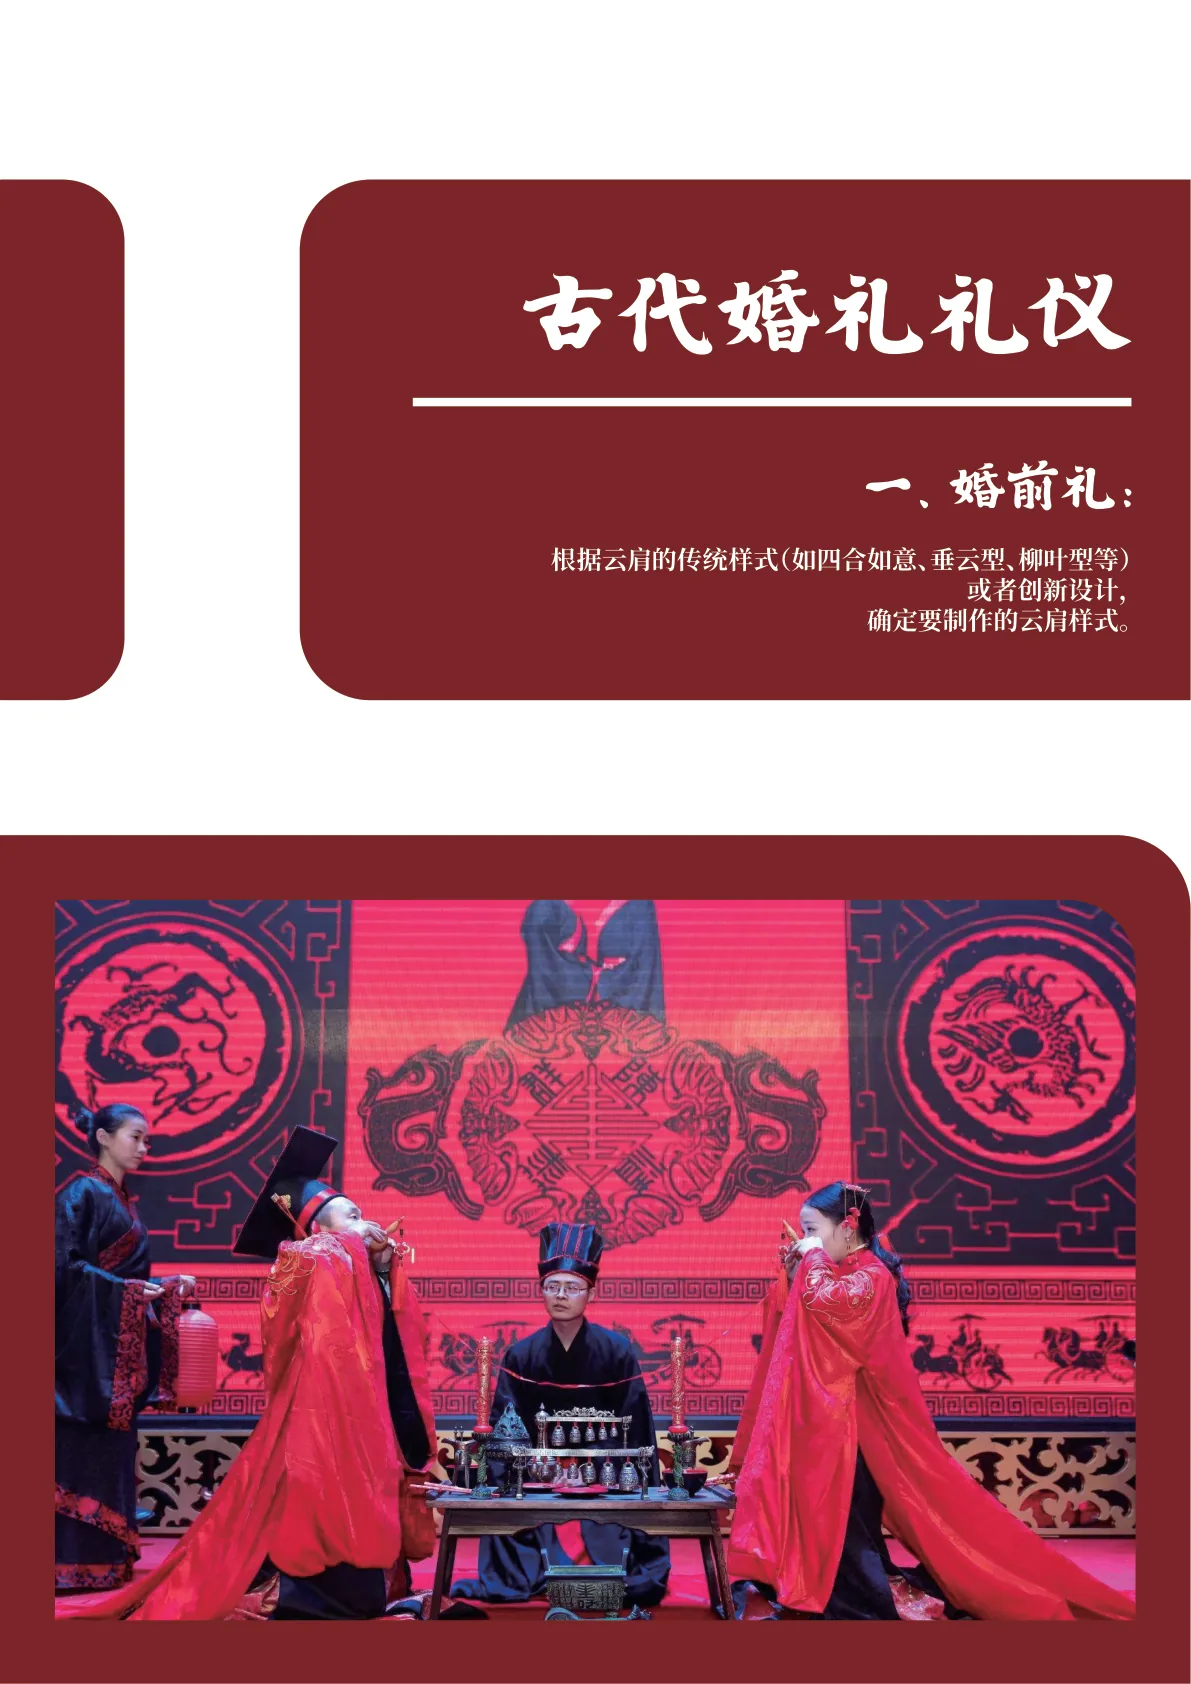 古代婚礼礼仪
一、婚前礼：
根据云肩的传统样式（如四合如意、垂云型、柳叶型等）
或者创新设计，
确定要制作的云肩样式。